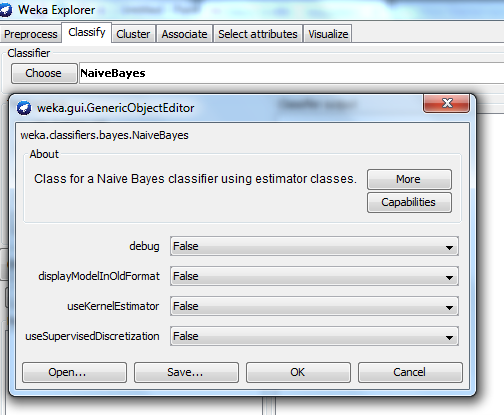 Weka Explorer
Preprocess Classify Cluster Associate Select attributes Visualize
Classifier
Choose NaiveBayes
weka.gui.GenericObjectEditor
weka.classifiers.bayes.NaiveBayes
About
Class for a Naive Bayes classifier using estimator classes.
More
Capabilities
debug False
displayModelInOldFormat False
useKernelEstimator False
useSupervisedDiscretization False
Open... Save... OK Cancel